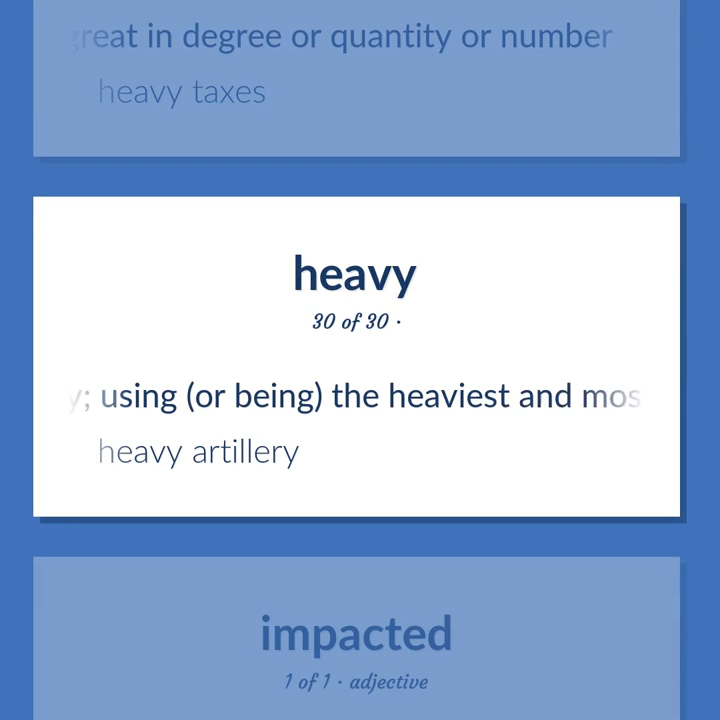 great in degree or quantity or number
heavy taxes
heavy
30 of 30 ·
using (or being) the heaviest and
heavy artillery
impacted
1 of 1 · adjective